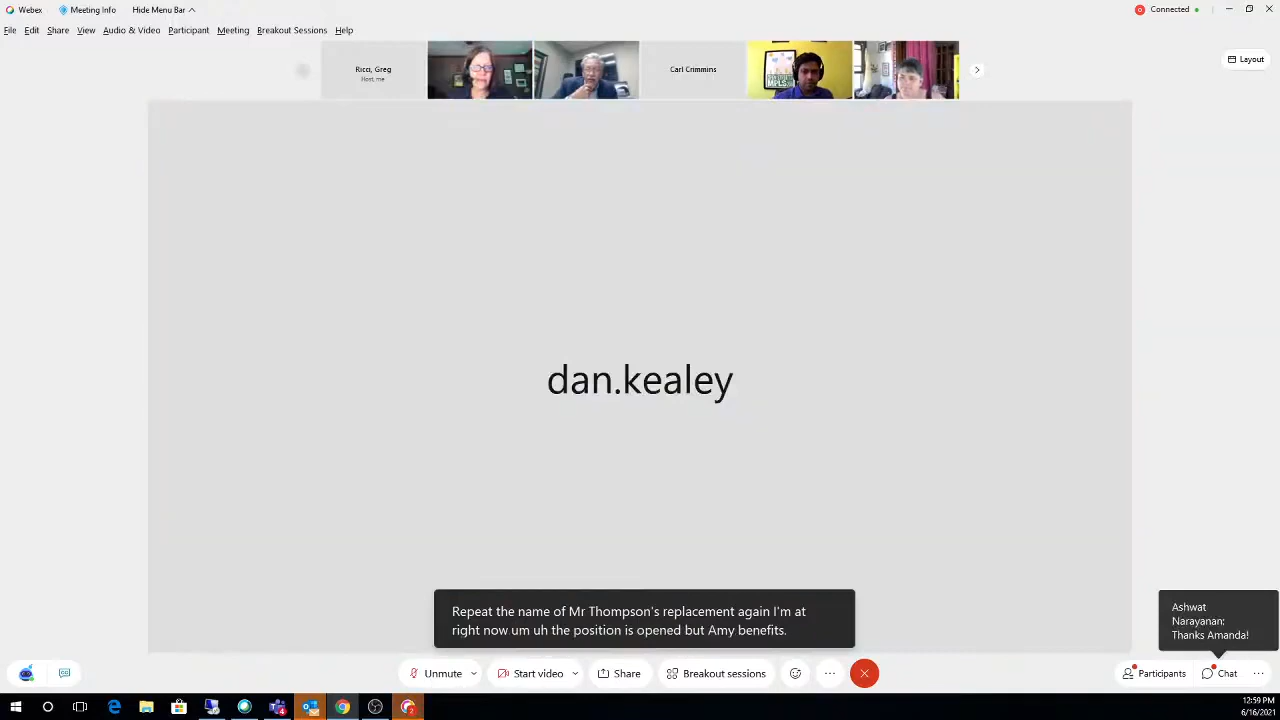 Webex Meeting Info Hide Menu Bar
Connected
File Edit Share View Audio & Video Participant Meeting Breakout Sessions Help
Ricci, Greg
Host, me
Carl Crimmins
Layout
dan.kealey
Repeat the name of Mr Thompson's replacement again I'm at
right now um uh the position is opened but Amy benefits.
Ashwat
Narayanan:
Thanks Amanda!
Unmute Start video Share Breakout sessions Participants Chat
12:59 PM
6/16/2021